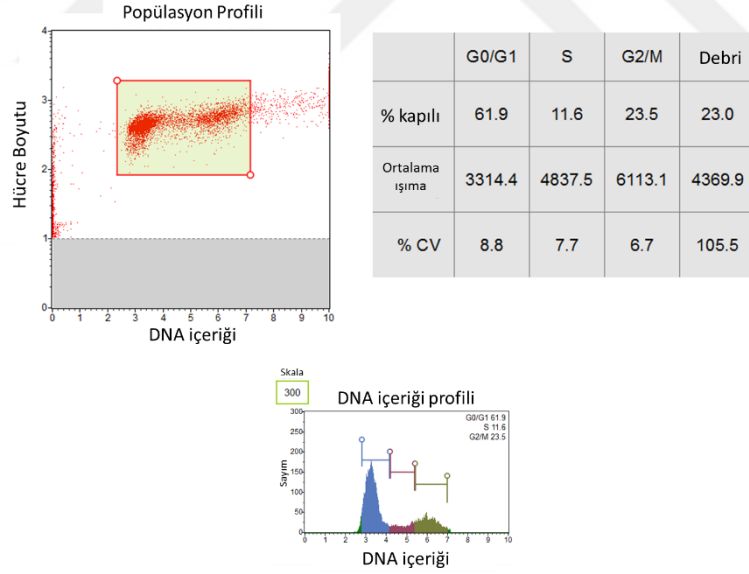 Popülasyon Profili
Hücre Boyutu
4
3
2
1
0
0 1 2 3 4 5 6 7 8 9 10
DNA içeriği
G0/G1 S G2/M Debri
% kapılı 61.9 11.6 23.5 23.0
Ortalama
ışıma 3314.4 4837.5 6113.1 4369.9
% CV 8.8 7.7 6.7 105.5
Skala
300
DNA içeriği profili
G0/G1 61.9
S 11.6
G2/M 23.5
Sayım
300
250
200
150
100
50
0
0 1 2 3 4 5 6 7 8 9 10
DNA içeriği